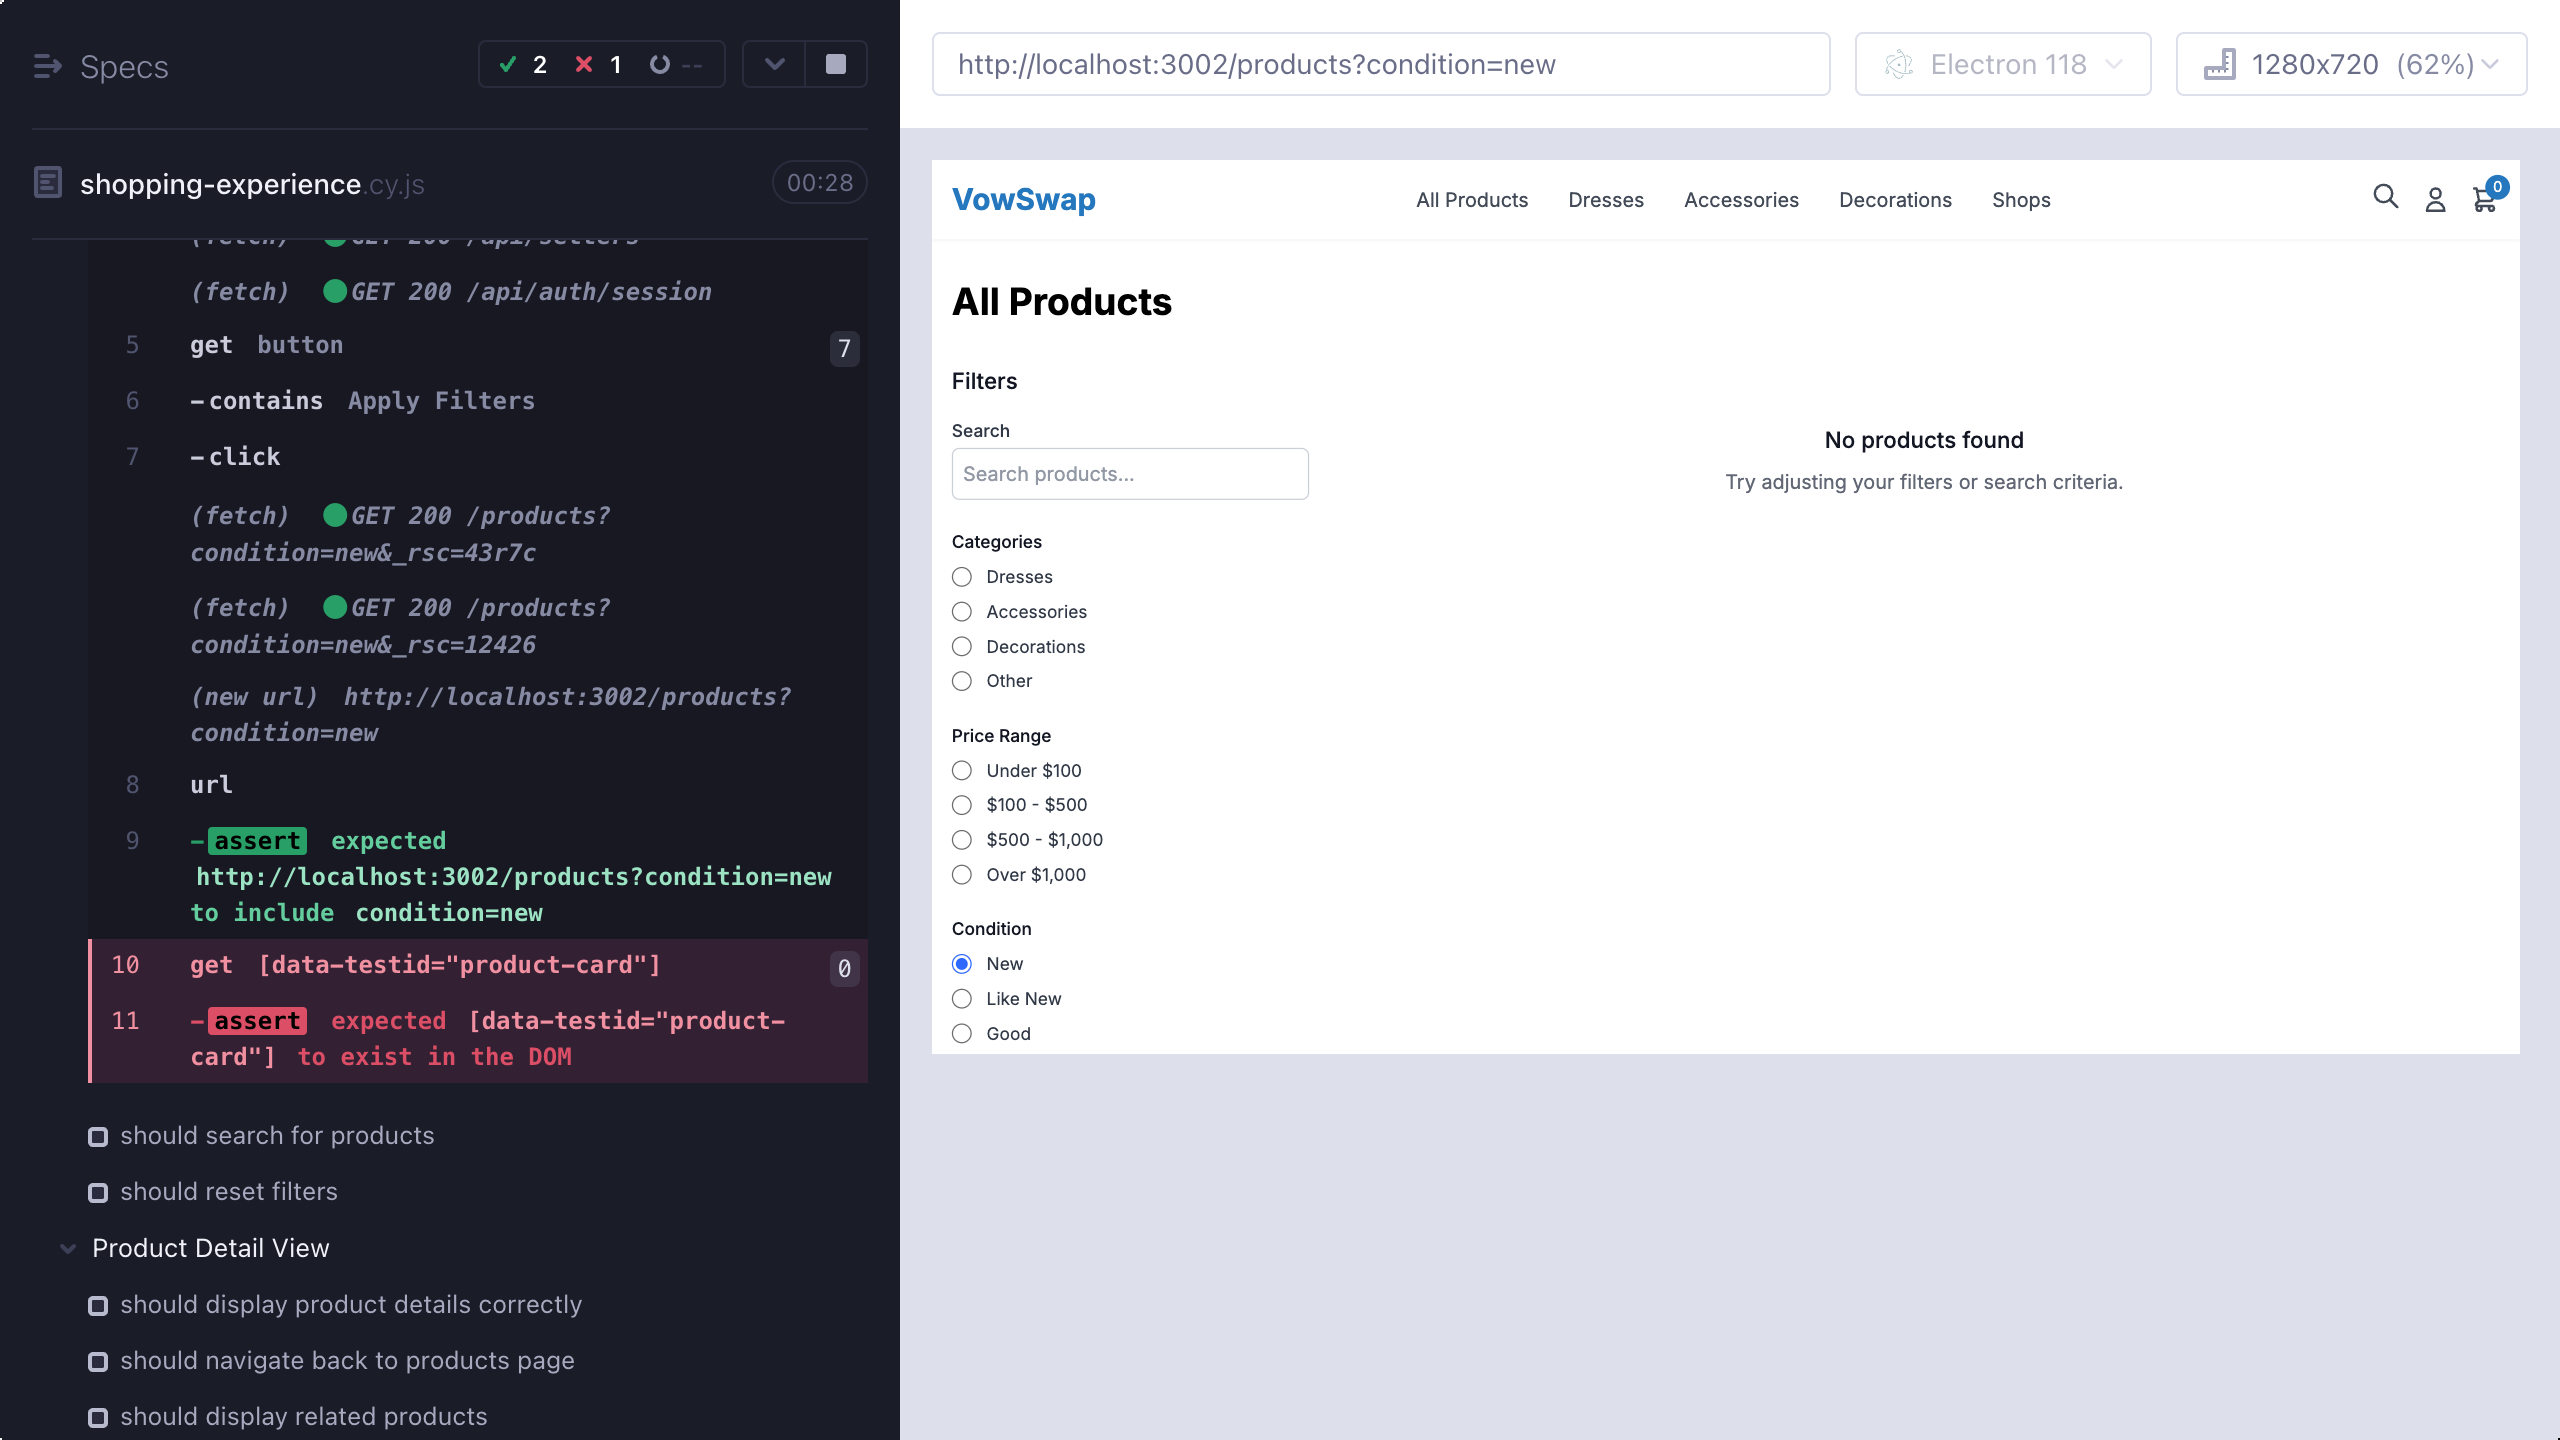 Specs
2 1 --
shopping-experience.cy.js
00:28
(fetch) GET 200 /api/sellers
(fetch) GET 200 /api/auth/session
5 get button 7
6 -contains Apply Filters
7 -click
(fetch) GET 200 /products?
condition=new&_rsc=43r7c
(fetch) GET 200 /products?
condition=new&_rsc=12426
(new url) http://localhost:3002/products?
condition=new
8 url
9 -assert expected
http://localhost:3002/products?condition=new
to include condition=new
10 get [data-testid="product-card"] 0
11 -assert expected [data-testid="product-
card"] to exist in the DOM
should search for products
should reset filters
Product Detail View
should display product details correctly
should navigate back to products page
should display related products
http://localhost:3002/products?condition=new
Electron 118
1280x720 (62%)
VowSwap
All Products Dresses Accessories Decorations Shops
0
All Products
Filters
Search
Search products...
Categories
Dresses
Accessories
Decorations
Other
Price Range
Under $100
$100 - $500
$500 - $1,000
Over $1,000
Condition
New
Like New
Good
No products found
Try adjusting your filters or search criteria.